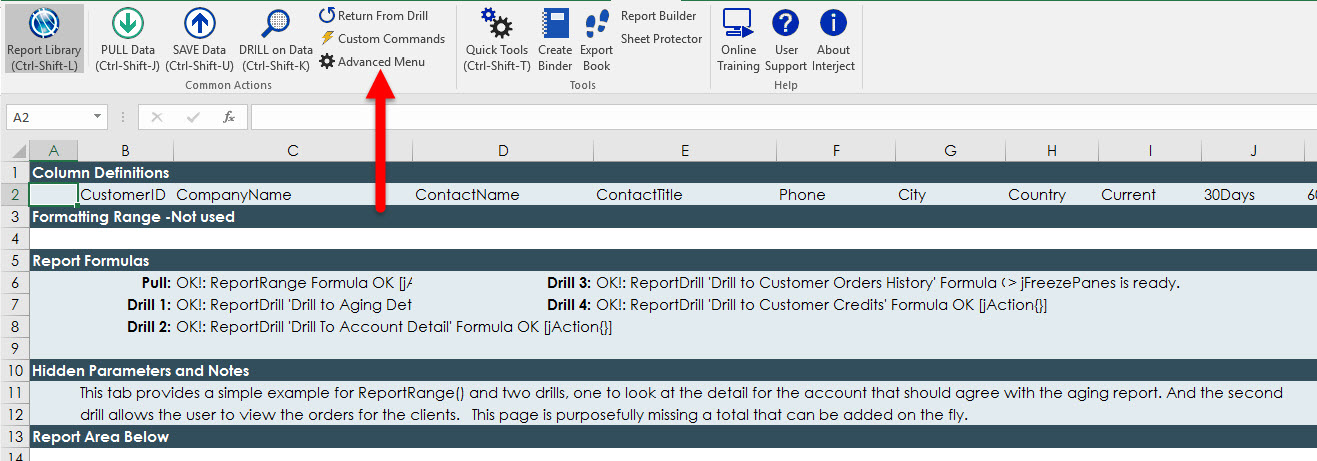 Report Library
(Ctrl-Shift-L)
PULL Data
(Ctrl-Shift-J)
SAVE Data
(Ctrl-Shift-U)
DRILL on Data
(Ctrl-Shift-K)
Return From Drill
Custom Commands
Advanced Menu
Common Actions
Quick Tools
(Ctrl-Shift-T)
Create
Binder
Export
Book
Report Builder
Sheet Protector
Tools
Online
Training
User
Support
About
Interject
Help
A2
fx
A B C D E F G H I J
1 Column Definitions
2 CustomerID CompanyName ContactName ContactTitle Phone City Country Current 30Days 60
3 Formatting Range -Not used
4
5 Report Formulas
6 Pull: OK!: ReportRange Formula OK [jA Drill 3: OK!: ReportDrill 'Drill to Customer Orders History' Formula O > jFreezePanes is ready.
7 Drill 1: OK!: ReportDrill 'Drill to Aging Det Drill 4: OK!: ReportDrill 'Drill to Customer Credits' Formula OK [jAction{}]
8 Drill 2: OK!: ReportDrill 'Drill To Account Detail' Formula OK [jAction{}]
9
10 Hidden Parameters and Notes
11 This tab provides a simple example for ReportRange() and two drills, one to look at the detail for the account that should agree with the aging report. And the second
12 drill allows the user to view the orders for the clients. This page is purposefully missing a total that can be added on the fly.
13 Report Area Below
14